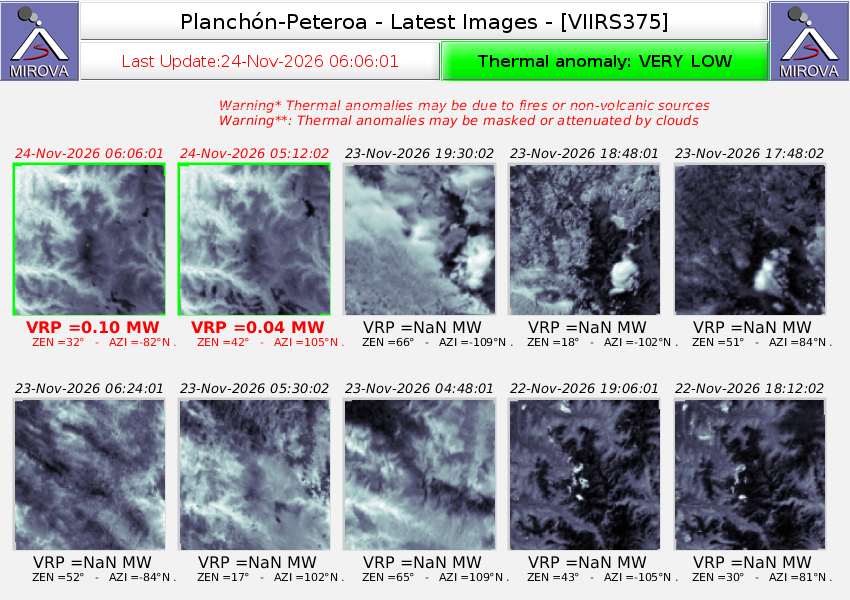 Planchón-Peteroa - Latest Images - [VIIRS375]
MIROVA
Last Update:24-Nov-2026 06:06:01
Thermal anomaly: VERY LOW
MIROVA
Warning* Thermal anomalies may be due to fires or non-volcanic sources
Warning**: Thermal anomalies may be masked or attenuated by clouds
24-Nov-2026 06:06:01 24-Nov-2026 05:12:02 23-Nov-2026 19:30:02 23-Nov-2026 18:48:01 23-Nov-2026 17:48:02
VRP =0.10 MW VRP =0.04 MW VRP =NaN MW VRP =NaN MW VRP =NaN MW
ZEN =32° - AZI =-82°N . ZEN =42° - AZI =105°N . ZEN =66° - AZI =-109°N . ZEN =18° - AZI =-102°N . ZEN =51° - AZI =84°N .
23-Nov-2026 06:24:01 23-Nov-2026 05:30:02 23-Nov-2026 04:48:01 22-Nov-2026 19:06:01 22-Nov-2026 18:12:02
VRP =NaN MW VRP =NaN MW VRP =NaN MW VRP =NaN MW VRP =NaN MW
ZEN =52° - AZI =-84°N . ZEN =17° - AZI =102°N . ZEN =65° - AZI =109°N . ZEN =43° - AZI =-105°N . ZEN =30° - AZI =81°N .